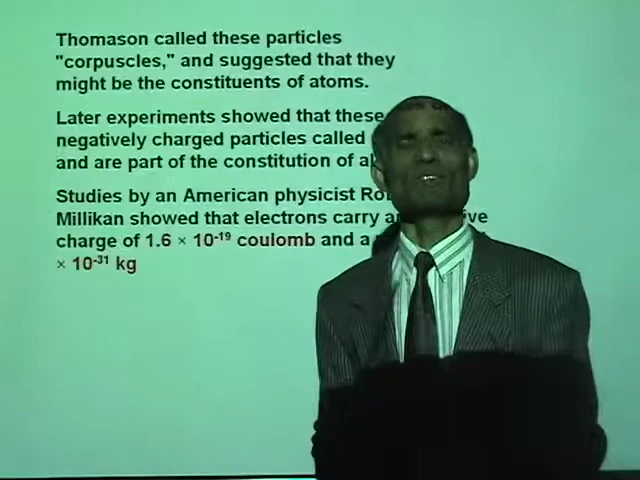 Thomason called these particles
"corpuscles," and suggested that they
might be the constituents of atoms.
Later experiments showed that these
negatively charged particles called
and are part of the constitution of
Studies by an American physicist
Millikan showed that electrons carry
charge of 1.6 × 10⁻¹⁹ coulomb and a
× 10⁻³¹ kg